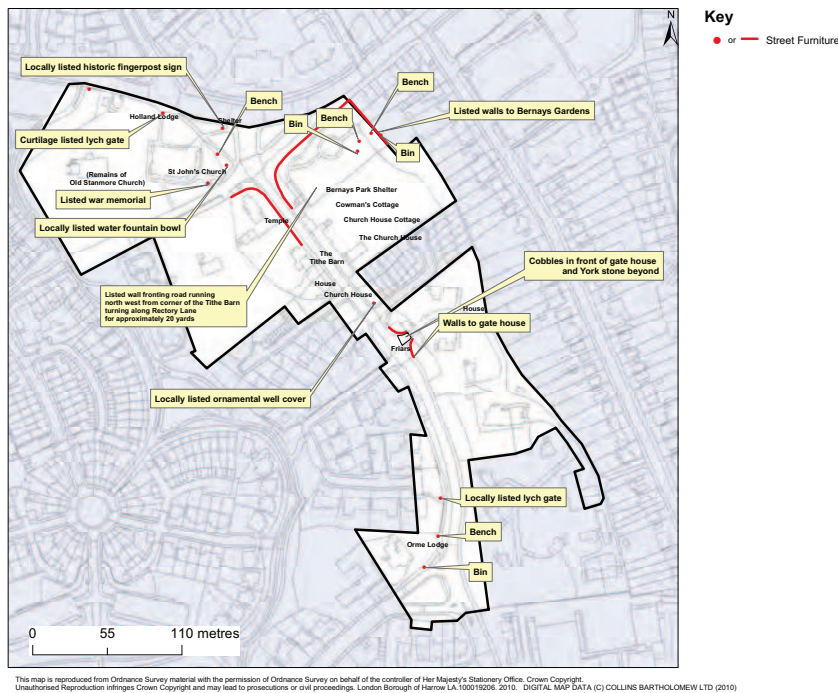 Key
or
Street Furniture
N
Locally listed historic fingerpost sign
Bench
Bench
Holland Lodge
Shelter
Bench
Listed walls to Bernays Gardens
Bin
Bin
Curtilage listed lych gate
St John's Church
(Remains of
Old Stanmore Church)
Bernays Park Shelter
Listed war memorial
Cowman's Cottage
Locally listed water fountain bowl
Temple
Church House Cottage
The Church House
The
Tithe Barn
Cobbles in front of gate house
and York stone beyond
House
Listed wall fronting road running
north west from corner of the Tithe Barn
turning along Rectory Lane
for approximately 20 yards
Church House
House
Walls to gate house
Friars
Locally listed ornamental well cover
Locally listed lych gate
Bench
Orme Lodge
Bin
0 55 110 metres
This map is reproduced from Ordnance Survey material with the permission of Ordnance Survey on behalf of the controller of Her Majesty's Stationery Office. Crown Copyright.
Unauthorised Reproduction infringes Crown Copyright and may lead to prosecutions or civil proceedings. London Borough of Harrow LA.100019206. 2010. DIGITAL MAP DATA (C) COLLINS BARTHOLOMEW LTD (2010)